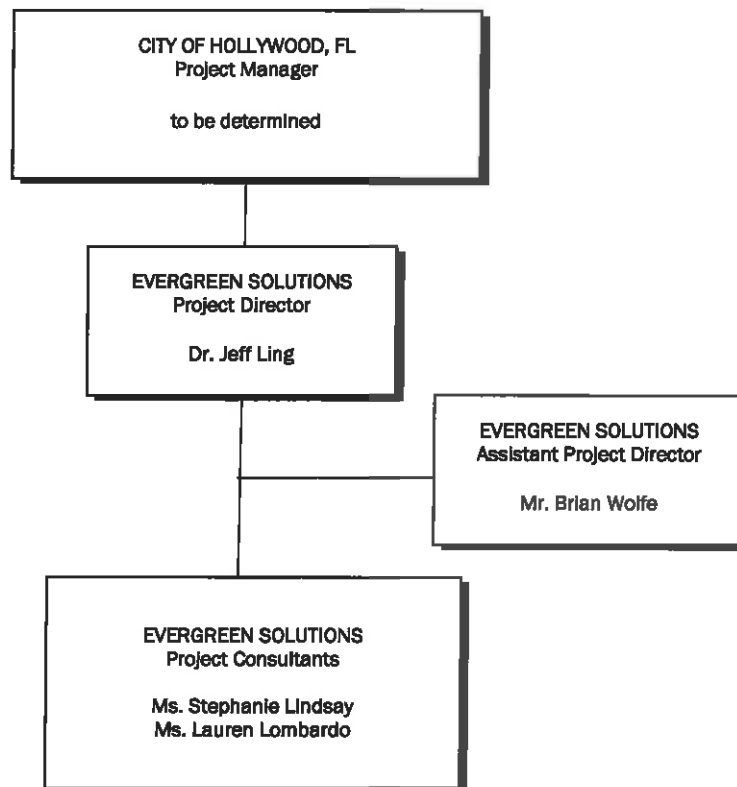 CITY OF HOLLYWOOD, FL
Project Manager
to be determined
EVERGREEN SOLUTIONS
Project Director
Dr. Jeff Ling
EVERGREEN SOLUTIONS
Assistant Project Director
Mr. Brian Wolfe
EVERGREEN SOLUTIONS
Project Consultants
Ms. Stephanie Lindsay
Ms. Lauren Lombardo